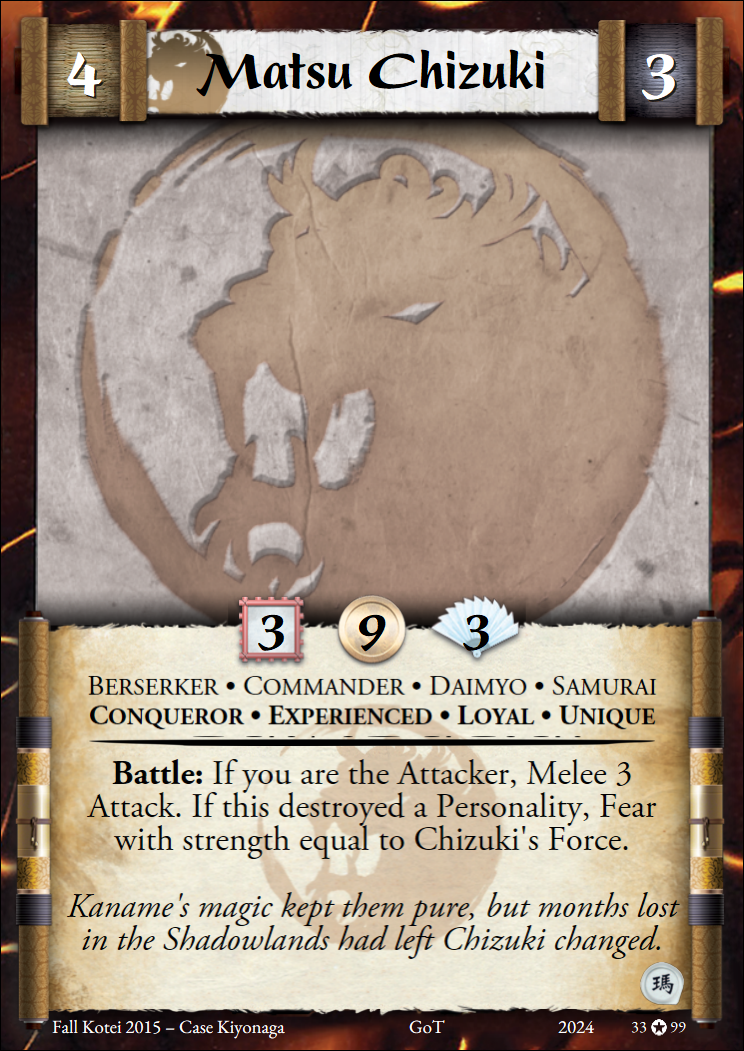 4
Matsu Chizuki
3
3
9
3
BERSERKER • COMMANDER • DAIMYO • SAMURAI
CONQUEROR • EXPERIENCED • LOYAL • UNIQUE
Battle: If you are the Attacker, Melee 3
Attack. If this destroyed a Personality, Fear
with strength equal to Chizuki's Force.
Kaname's magic kept them pure, but months lost
in the Shadowlands had left Chizuki changed.
瑪
Fall Kotei 2015 – Case Kiyonaga GoT 2024 33 ✪ 99